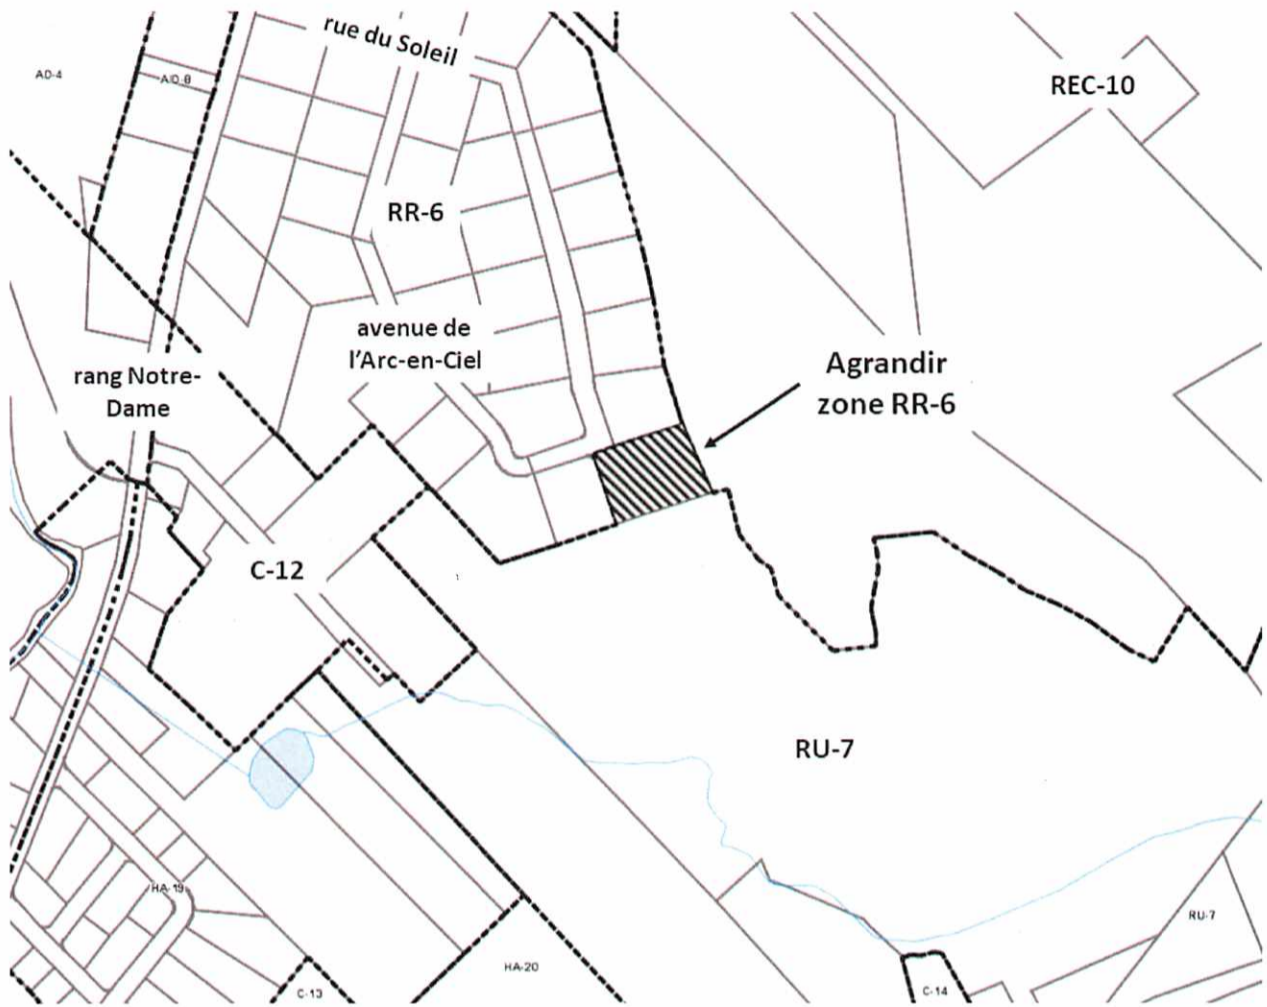 rue du Soleil
AD-4
AID-8
REC-10
RR-6
avenue de
l'Arc-en-Ciel
rang Notre-
Dame
Agrandir
zone RR-6
C-12
RU-7
HA-19
RU-7
HA-20
C-13
C-14